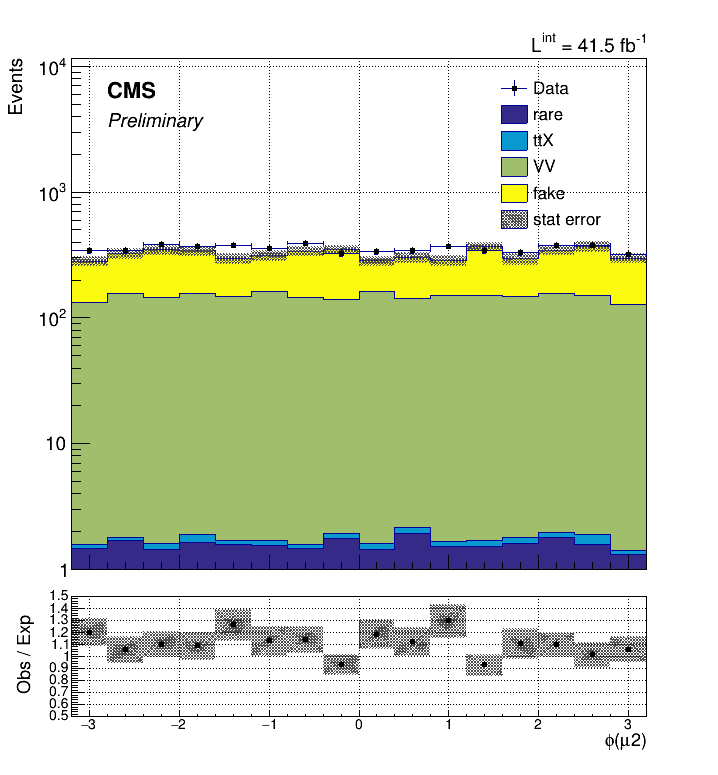 L^int = 41.5 fb^-1
Events
10^4
10^3
10^2
10
1
CMS
Preliminary
Data
rare
ttX
VV
fake
stat error
Obs / Exp
1.5
1.4
1.3
1.2
1.1
1
0.9
0.8
0.7
0.6
0.5
−3 −2 −1 0 1 2 3
ϕ(μ2)